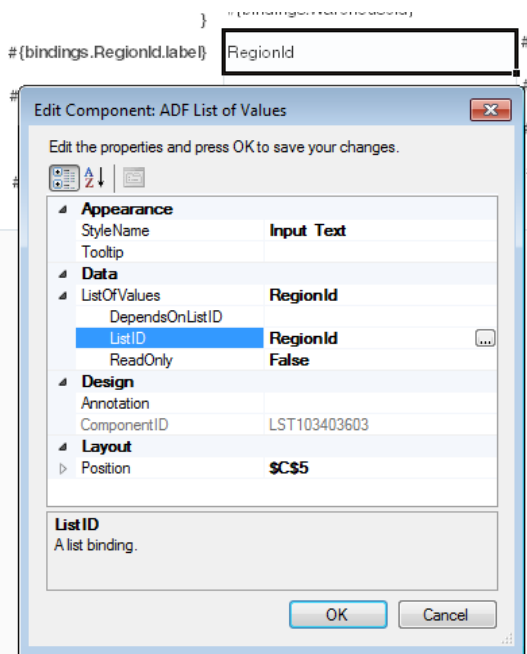 }
#{bindings.RegionId.label} RegionId #
#
Edit Component: ADF List of Values
Edit the properties and press OK to save your changes.
Appearance
StyleName Input Text
Tooltip
Data
ListOfValues RegionId
DependsOnListID
ListID RegionId ...
ReadOnly False
Design
Annotation
ComponentID LST103403603
Layout
Position $C$5
ListID
A list binding.
OK Cancel